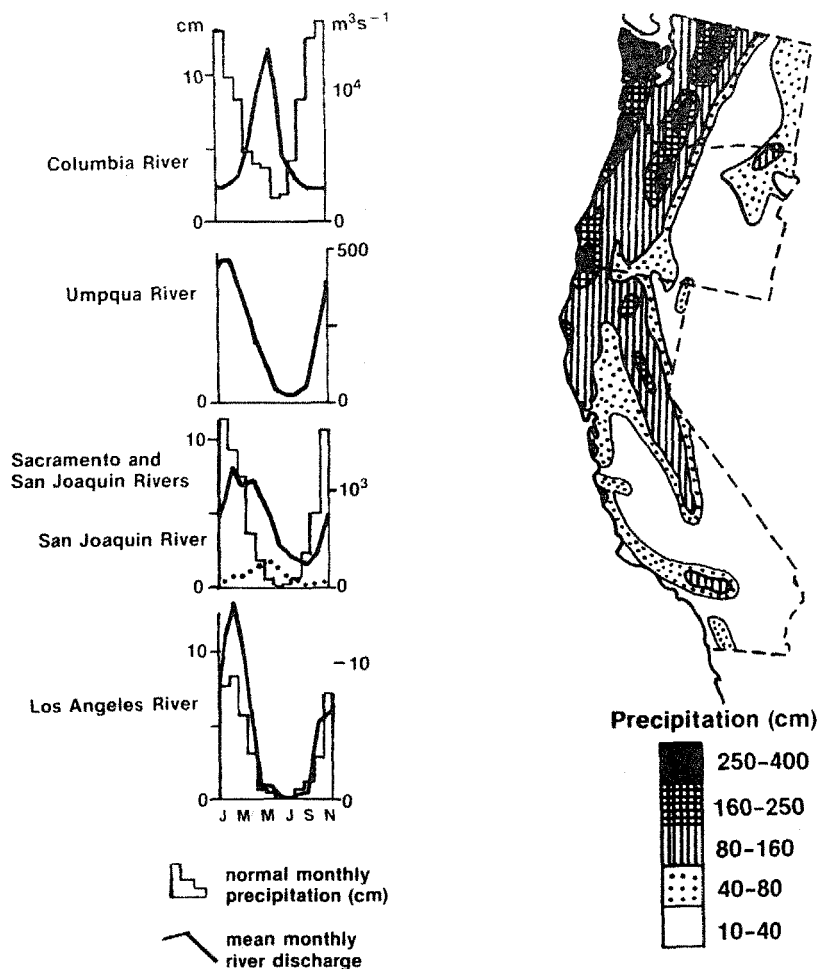 cm
m³s⁻¹
10
10⁴
Columbia River
0
0
500
Umpqua River
0
0
10
Sacramento and
San Joaquin Rivers
10³
San Joaquin River
0
0
10
10
Los Angeles River
0
0
J M M J S N
normal monthly
precipitation (cm)
mean monthly
river discharge
Precipitation (cm)
250-400
160-250
80-160
40-80
10-40